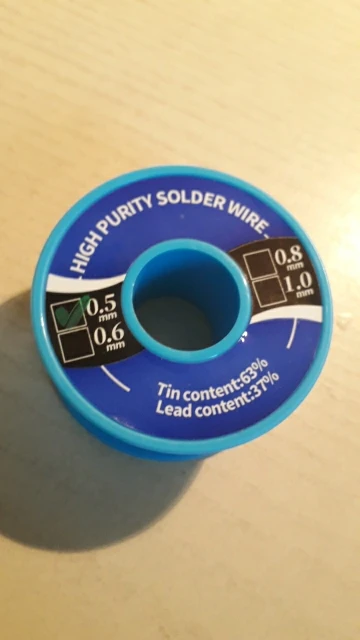 HIGH PURITY SOLDER WIRE
0.5
mm
0.6
mm
0.8
mm
1.0
mm
Tin content:63%
Lead content:37%